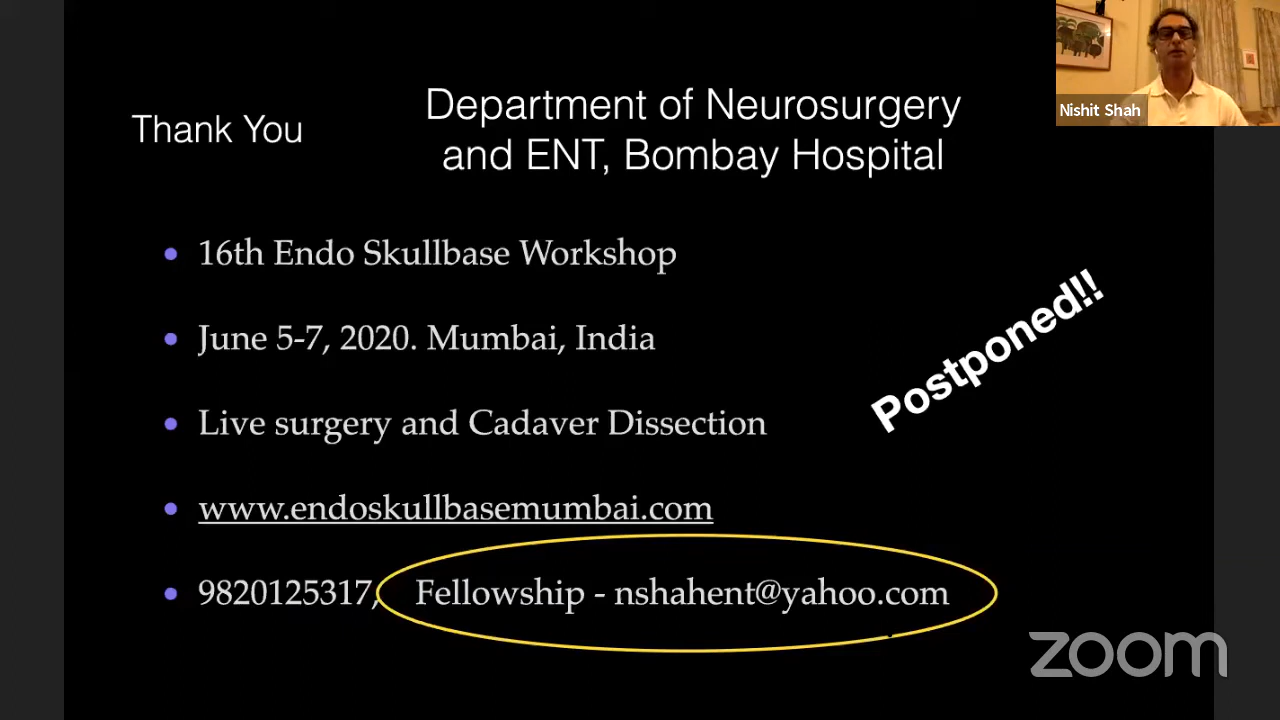 Nishit Shah
Thank You
Department of Neurosurgery
and ENT, Bombay Hospital
16th Endo Skullbase Workshop
June 5-7, 2020. Mumbai, India
Postponed!!
Live surgery and Cadaver Dissection
www.endoskullbasemumbai.com
9820125317, Fellowship - nshahent@yahoo.com
zoom